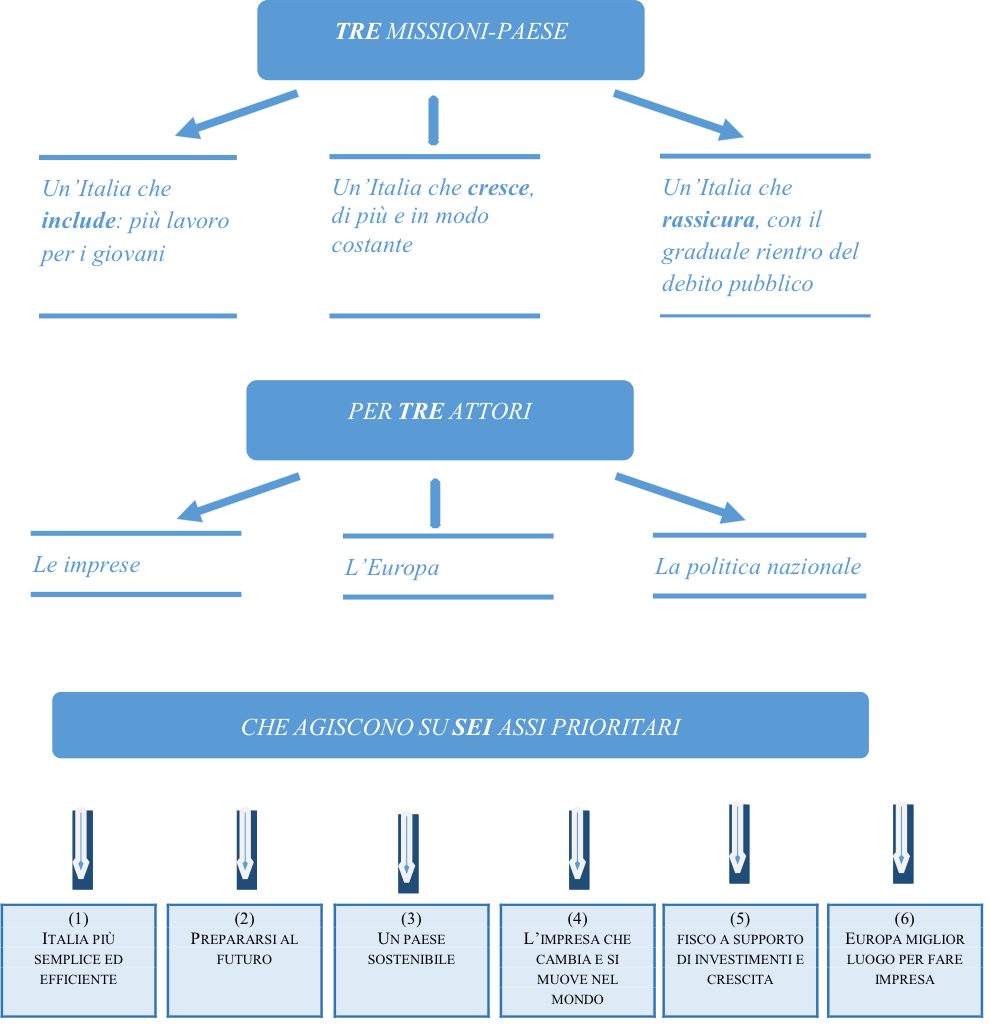 TRE MISSIONI-PAESE
Un’Italia che
include: più lavoro
per i giovani
Un’Italia che cresce,
di più e in modo
costante
Un’Italia che
rassicura, con il
graduale rientro del
debito pubblico
PER TRE ATTORI
Le imprese
L’Europa
La politica nazionale
CHE AGISCONO SU SEI ASSI PRIORITARI
(1)
ITALIA PIÙ
SEMPLICE ED
EFFICIENTE
(2)
PREPARARSI AL
FUTURO
(3)
UN PAESE
SOSTENIBILE
(4)
L’IMPRESA CHE
CAMBIA E SI
MUOVE NEL
MONDO
(5)
FISCO A SUPPORTO
DI INVESTIMENTI E
CRESCITA
(6)
EUROPA MIGLIOR
LUOGO PER FARE
IMPRESA